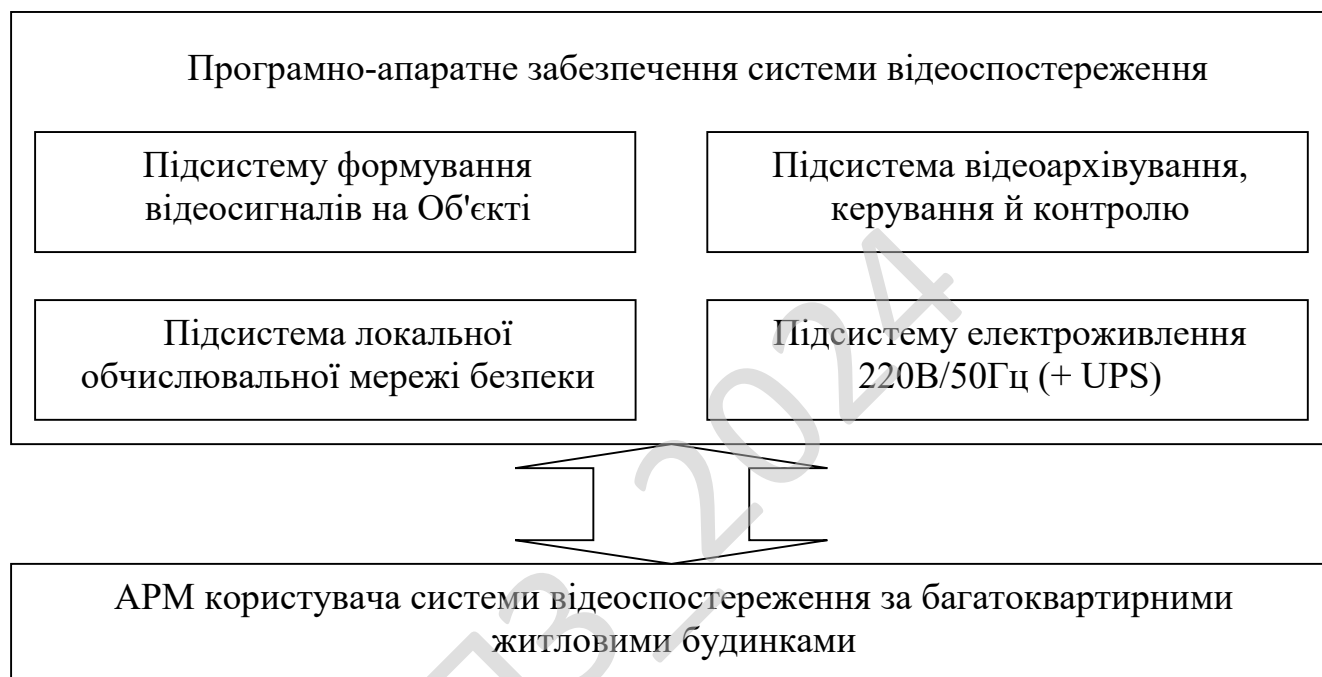 Програмно-апаратне забезпечення системи відеоспостереження
Підсистему формування
відеосигналів на Об'єкті
Підсистема відеоархівування,
керування й контролю
Підсистема локальної
обчислювальної мережі безпеки
Підсистему електроживлення
220В/50Гц (+ UPS)
АРМ користувача системи відеоспостереження за багатоквартирними
житловими будинками